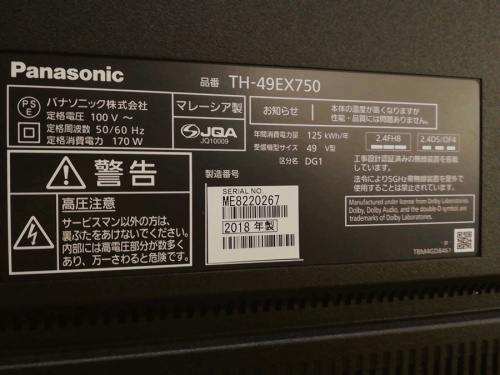 Panasonic
品番 TH-49EX750
PS
E
パナソニック株式会社
定格電圧 100 V～
定格周波数 50/60 Hz
定格消費電力 170 W
マレーシア製
JQA
JQ10009
お知らせ
本体の温度が高くなりますが
性能・品質には問題ありません。
年間消費電力量 125 kWh/年
受信機型サイズ 49 V型
区分名 DG1
2.4FH8
2.4DS/OF4
工事設計認証済みの無線装置を搭載
しています。
法令により5GHz無線装置を屋外で
使用することは禁止されています。
警告
高圧注意
サービスマン以外の方は、
裏ぶたをあけないでください。
内部には高電圧部分が数多く
あり、万一さわると危険です。
製造番号
SERIAL NO.
ME8220267
2018 年製
Manufactured under license from Dolby Laboratories.
Dolby, Dolby Audio, and the double-D symbol are
trademarks of Dolby Laboratories.